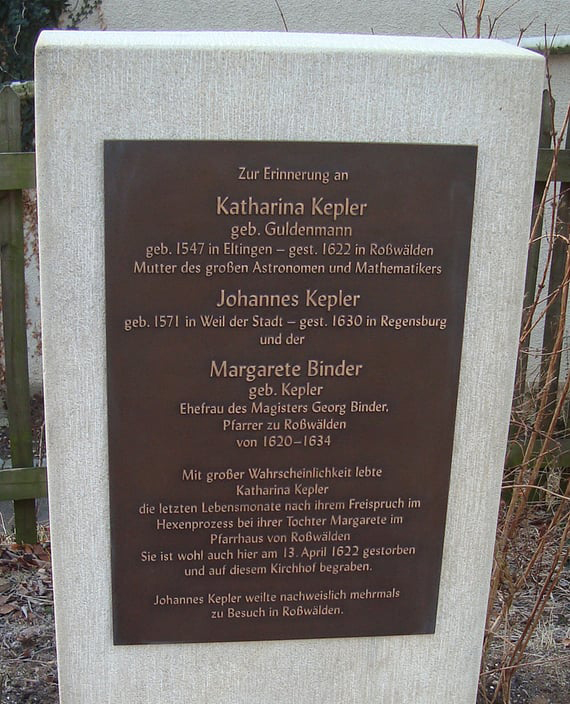 Zur Erinnerung an
Katharina Kepler
geb. Guldenmann
geb. 1547 in Eltingen – gest. 1622 in Roßwälden
Mutter des großen Astronomen und Mathematikers
Johannes Kepler
geb. 1571 in Weil der Stadt – gest. 1630 in Regensburg
und der
Margarete Binder
geb. Kepler
Ehefrau des Magisters Georg Binder,
Pfarrer zu Roßwälden
von 1620–1634
Mit großer Wahrscheinlichkeit lebte
Katharina Kepler
die letzten Lebensmonate nach ihrem Freispruch im
Hexenprozess bei ihrer Tochter Margarete im
Pfarrhaus von Roßwälden
Sie ist wohl auch hier am 13. April 1622 gestorben
und auf diesem Kirchhof begraben.
Johannes Kepler weilte nachweislich mehrmals
zu Besuch in Roßwälden.